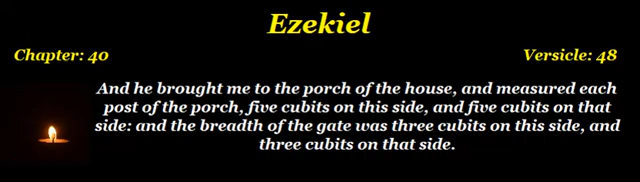 Ezekiel
Chapter: 40
Versicle: 48
And he brought me to the porch of the house, and measured each
post of the porch, five cubits on this side, and five cubits on that
side: and the breadth of the gate was three cubits on this side, and
three cubits on that side.